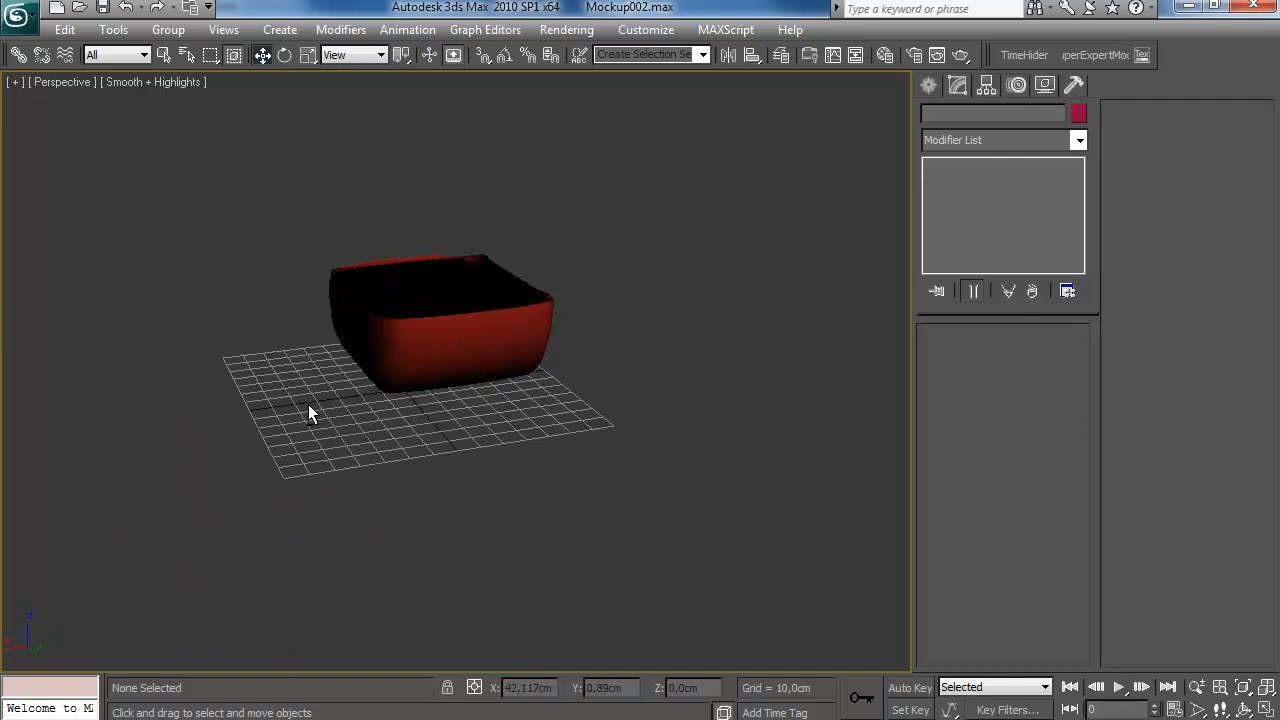 Autodesk 3ds Max 2010 SP1 x64 Mockup002.max Type a keyword or phrase
Edit Tools Group Views Create Modifiers Animation Graph Editors Rendering Customize MAXScript Help
All View Create Selection Se TimeHider perExpertMod Tex
[ + ] [ Perspective ] [ Smooth + Highlights ]
Modifier List
z
None Selected X: 42,117cm Y: 0,89cm Z: 0,0cm Grid = 10,0cm Auto Key Selected
Welcome to Ma Click and drag to select and move objects Add Time Tag Set Key Key Filters... 0